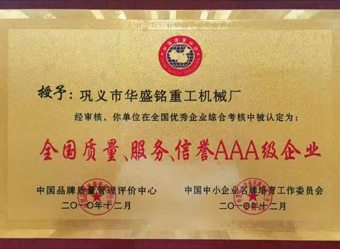 授予：巩义市华盛铭重工机械厂
经审核，你单位在全国优秀企业综合考核中被认定为：
全国质量、服务、信誉AAA级企业
中国品牌质量管理评价中心 中国中小企业名牌培育工作委员会
二〇一〇年十二月 二〇一〇年十二月